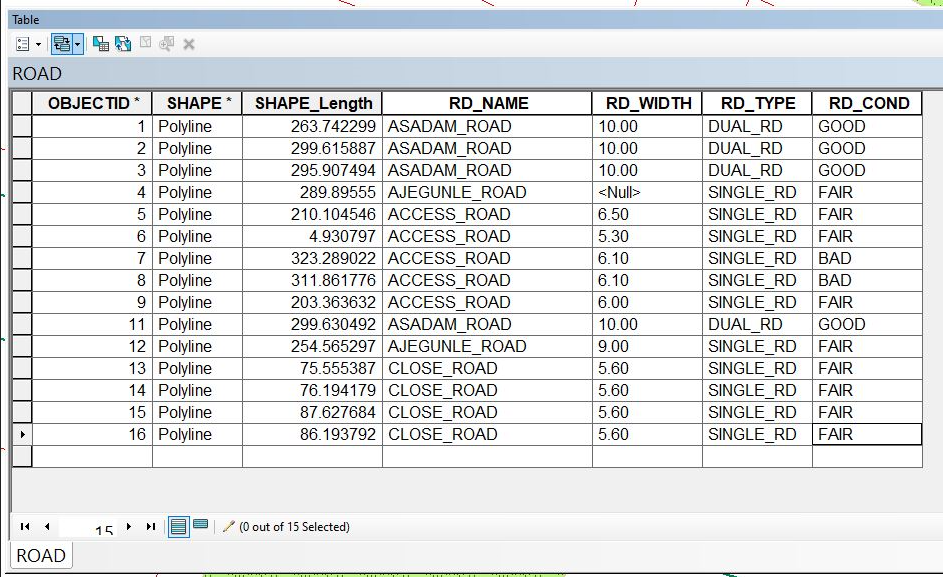 Table
ROAD
OBJECTID * SHAPE * SHAPE_Length RD_NAME RD_WIDTH RD_TYPE RD_COND
1 Polyline 263.742299 ASADAM_ROAD 10.00 DUAL_RD GOOD
2 Polyline 299.615887 ASADAM_ROAD 10.00 DUAL_RD GOOD
3 Polyline 295.907494 ASADAM_ROAD 10.00 DUAL_RD GOOD
4 Polyline 289.89555 AJEGUNLE_ROAD <Null> SINGLE_RD FAIR
5 Polyline 210.104546 ACCESS_ROAD 6.50 SINGLE_RD FAIR
6 Polyline 4.930797 ACCESS_ROAD 5.30 SINGLE_RD FAIR
7 Polyline 323.289022 ACCESS_ROAD 6.10 SINGLE_RD BAD
8 Polyline 311.861776 ACCESS_ROAD 6.10 SINGLE_RD BAD
9 Polyline 203.363632 ACCESS_ROAD 6.00 SINGLE_RD FAIR
11 Polyline 299.630492 ASADAM_ROAD 10.00 DUAL_RD GOOD
12 Polyline 254.565297 AJEGUNLE_ROAD 9.00 SINGLE_RD FAIR
13 Polyline 75.555387 CLOSE_ROAD 5.60 SINGLE_RD FAIR
14 Polyline 76.194179 CLOSE_ROAD 5.60 SINGLE_RD FAIR
15 Polyline 87.627684 CLOSE_ROAD 5.60 SINGLE_RD FAIR
16 Polyline 86.193792 CLOSE_ROAD 5.60 SINGLE_RD FAIR
15 (0 out of 15 Selected)
ROAD